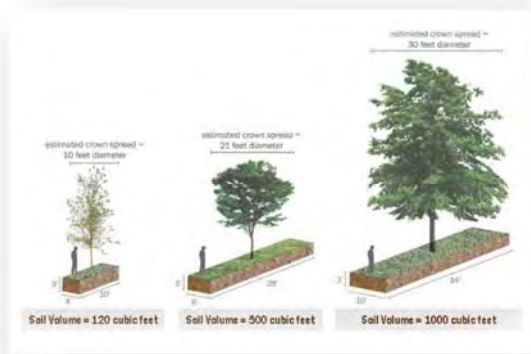 estimated crown spread =
10 feet diameter
3'
4'
10'
Soil Volume = 120 cubic feet
estimated crown spread =
21 feet diameter
3'
6'
28'
Soil Volume = 500 cubic feet
estimated crown spread =
30 feet diameter
3'
10'
34'
Soil Volume = 1000 cubic feet